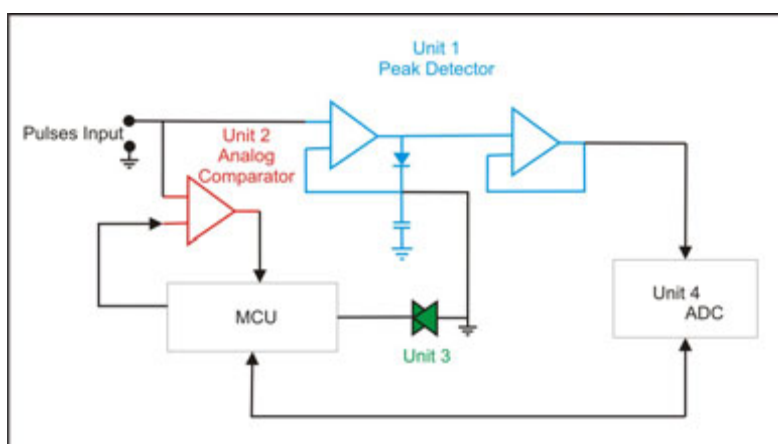 Unit 1
Peak Detector
Pulses Input
Unit 2
Analog
Comparator
MCU
Unit 3
Unit 4
ADC